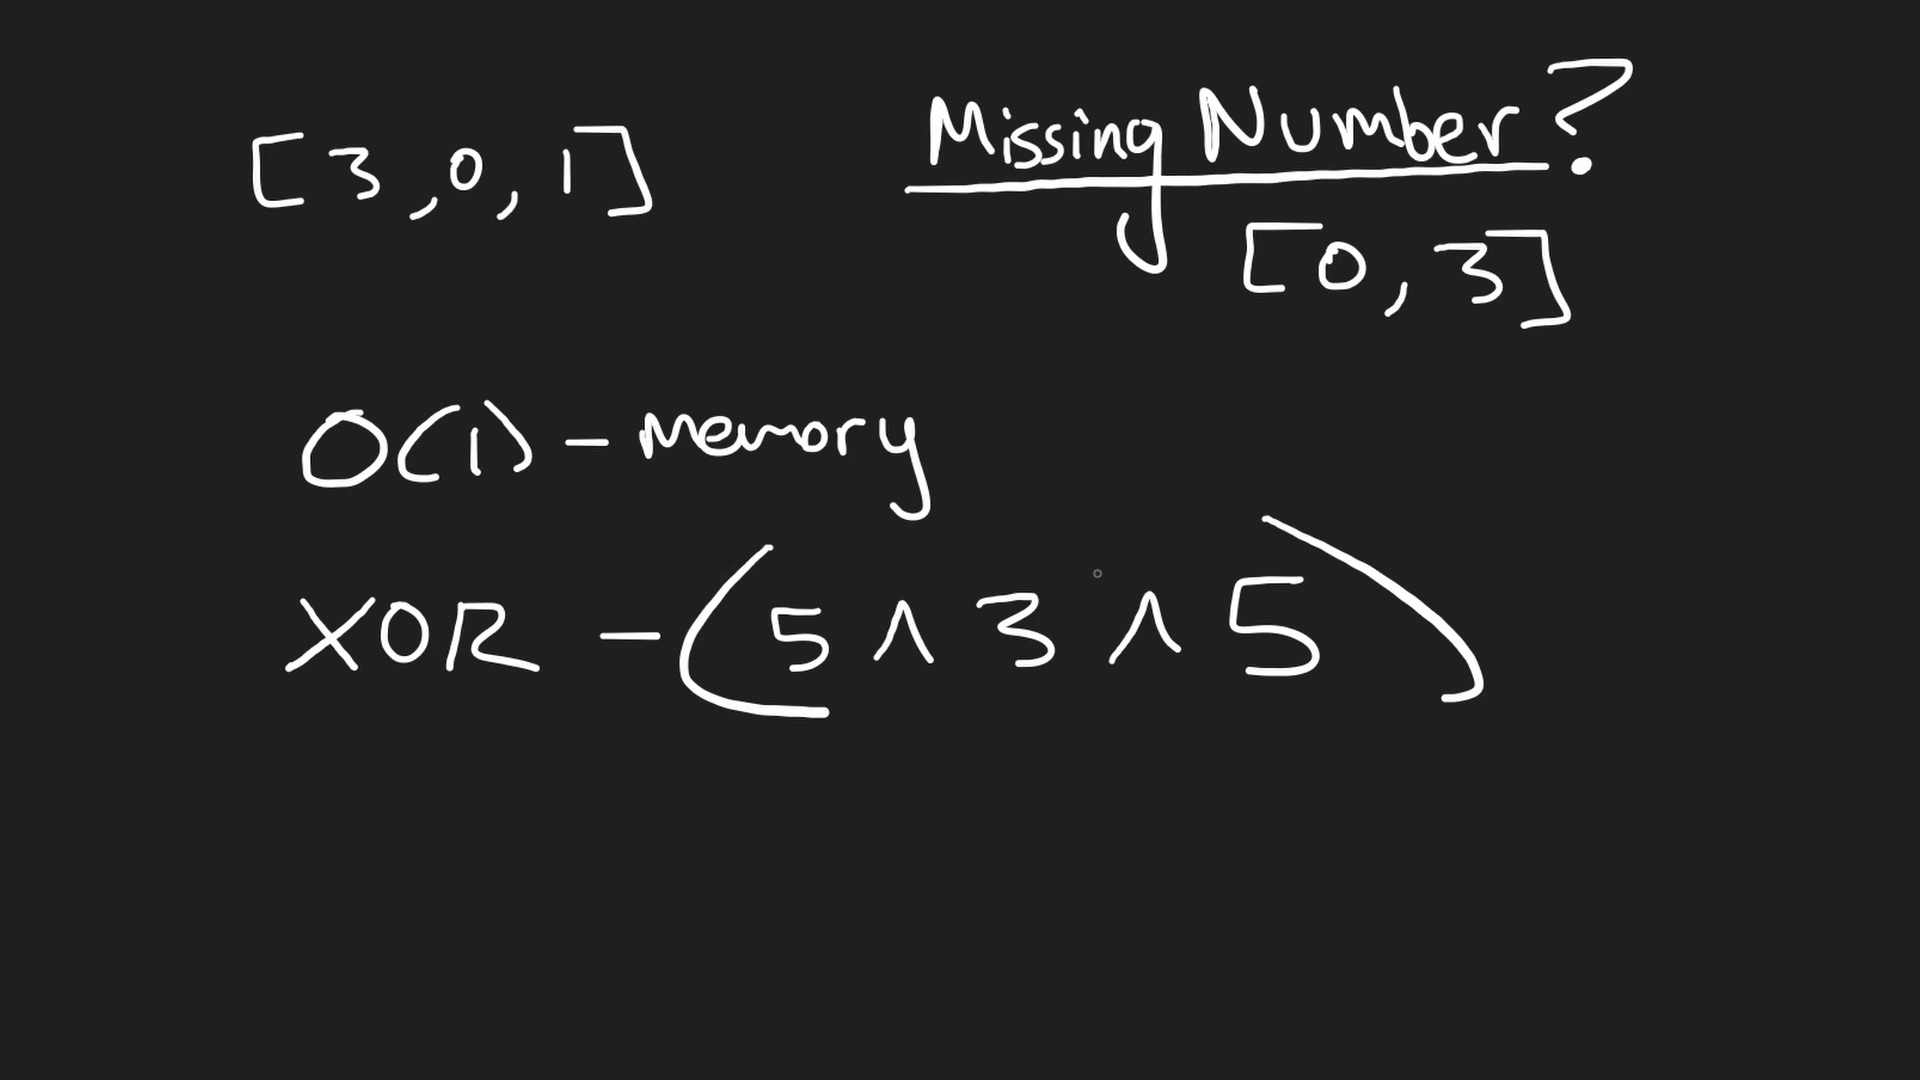 [3,0,1]
Missing Number?
[0,3]
O(1) - Memory
XOR - (5 ^ 3 ^ 5)